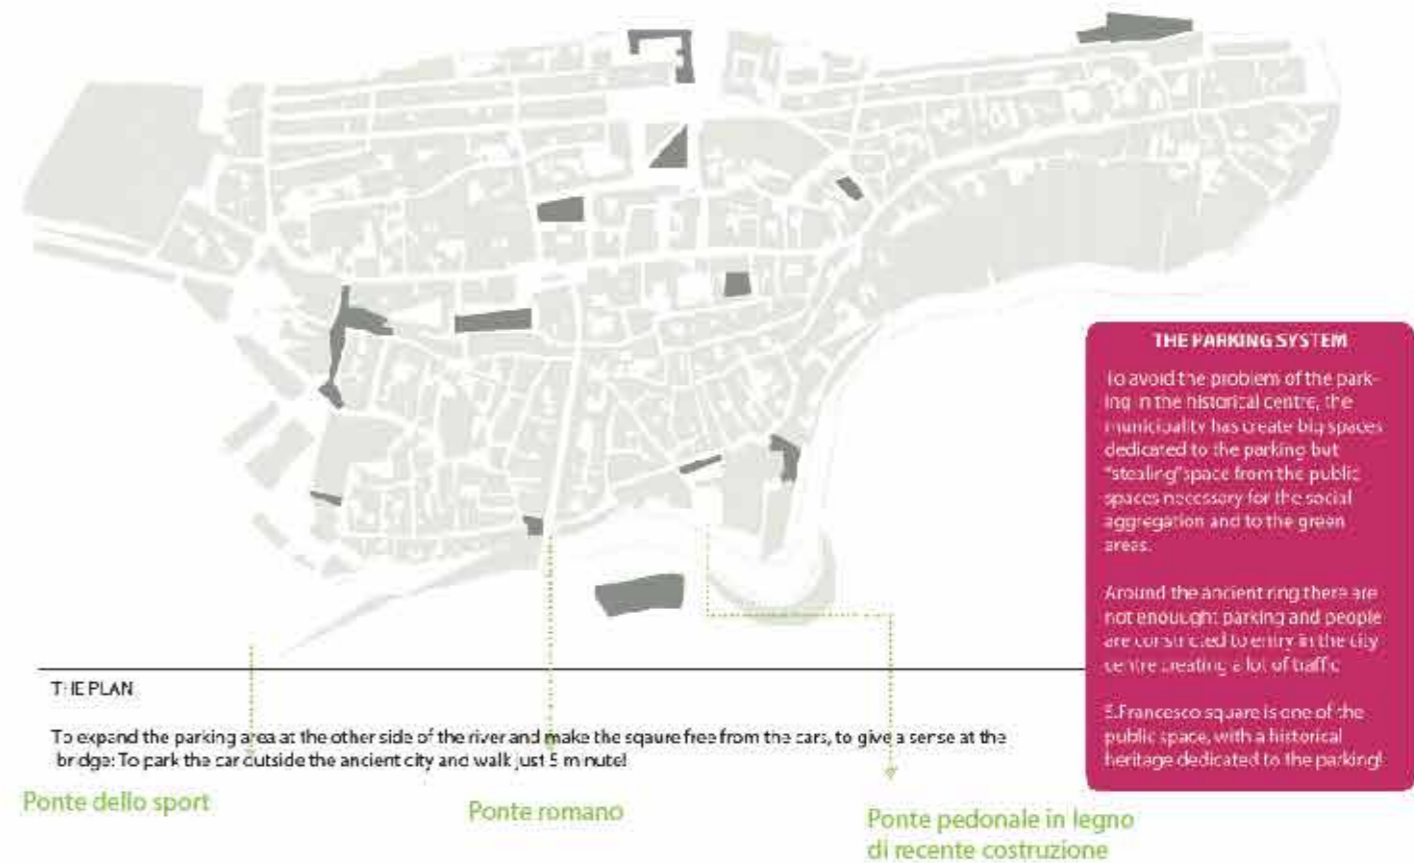 THE PARKING SYSTEM
To avoid the problem of the park-
ing in the historical centre, the
municipality has create big spaces
dedicated to the parking but
"stealing"space from the public
spaces necessary for the social
aggregation and to the green
areas.
Around the ancient ring there are
not enought parking and people
are constricted to entry in the city
centre creating a lot of traffic
S.Francesco square is one of the
public space, with a historical
heritage dedicated to the parking!
THE PLAN
To expand the parking area at the other side of the river and make the sqaure free from the cars, to give a sense at the
bridge: To park the car outside the ancient city and walk just 5 minute!
Ponte dello sport
Ponte romano
Ponte pedonale in legno
di recente costruzione